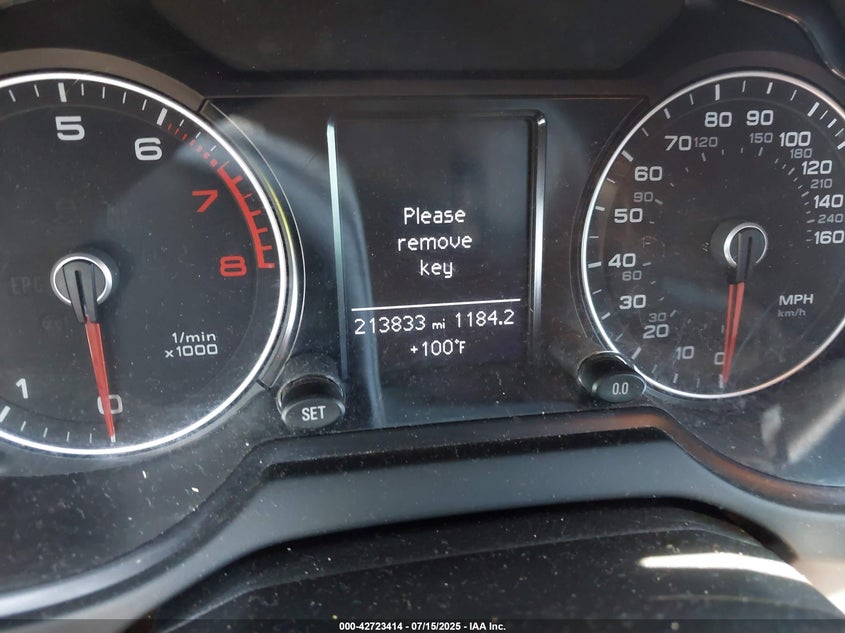 5
6
7
8
1/min
x1000
1
0
SET
Please
remove
key
213833 mi 1184.2
+100°F
0.0
80 90
70 120 150 100
180
60 120
90 210
50 140
240
40 160
60
30 MPH
30 km/h
20
10
0
000-42723414 - 07/15/2025 - IAA Inc.